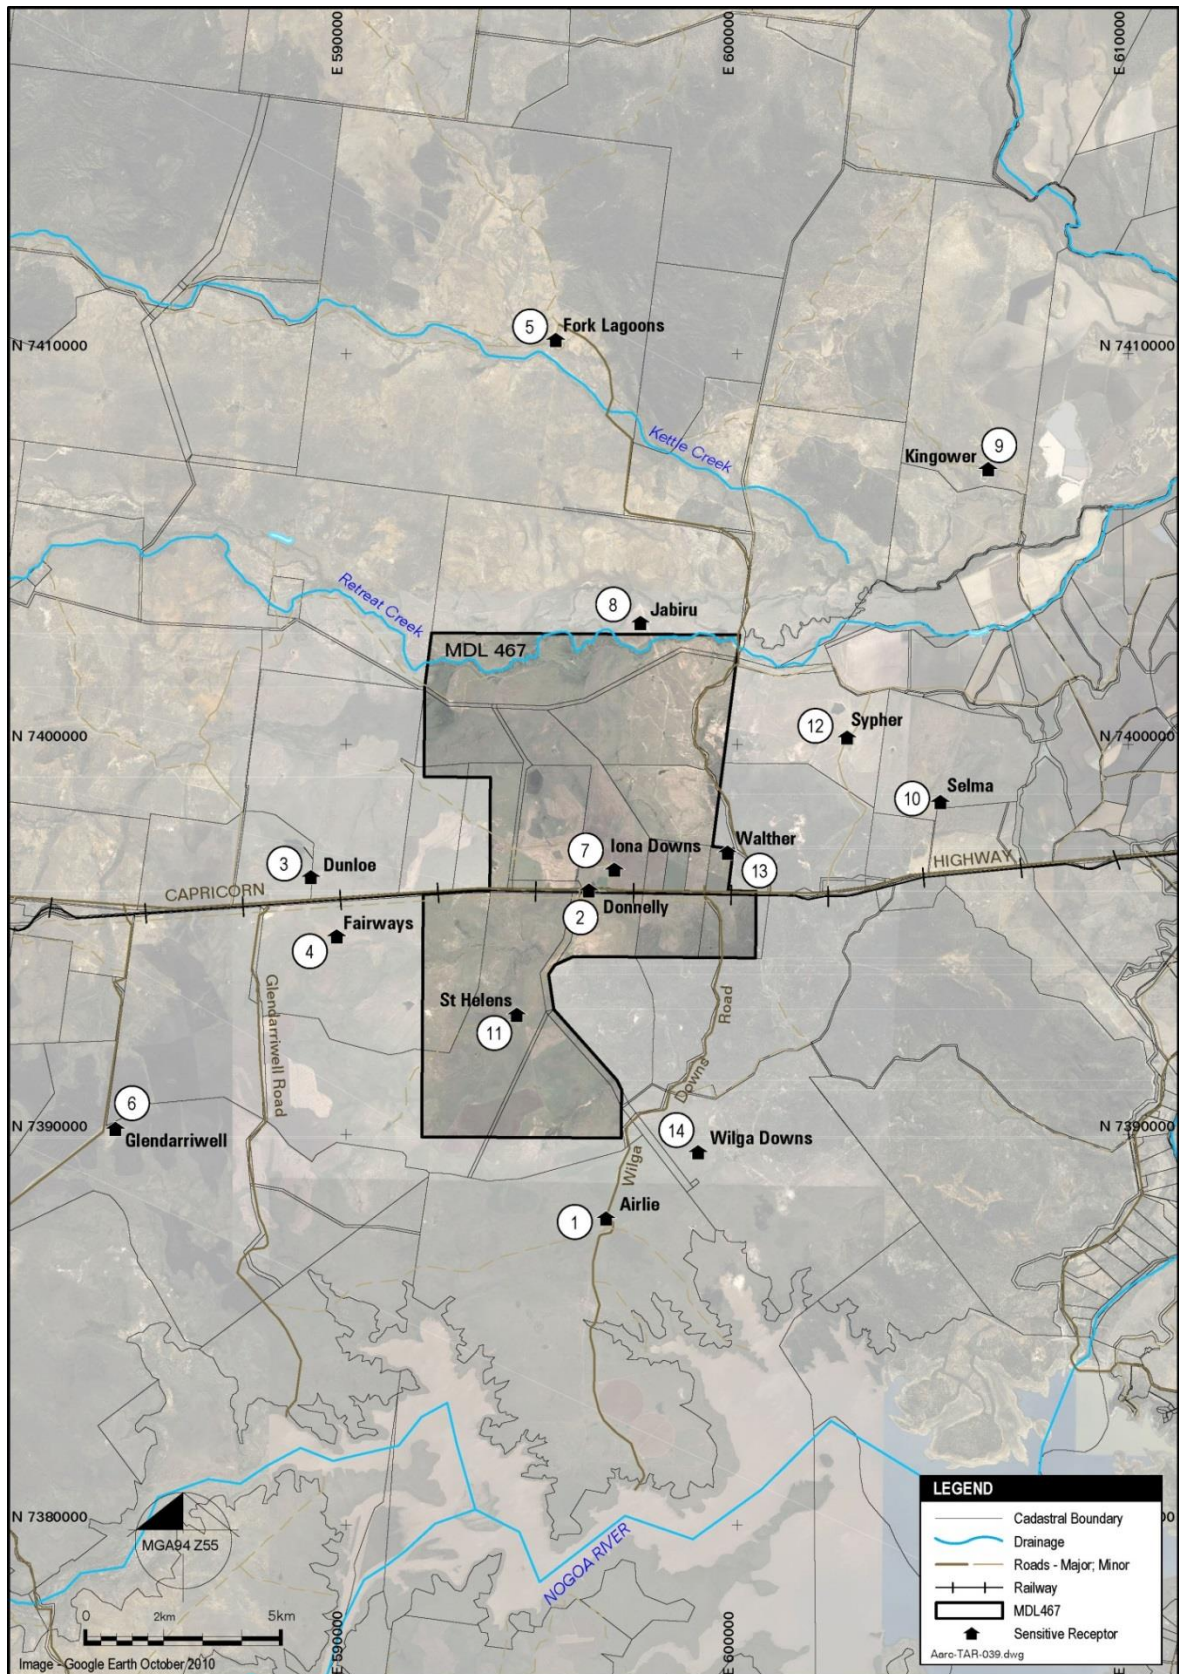 E 590000
E 600000
E 610000
5
Fork Lagoons
N 7410000
N 7410000
Kettle Creek
9
Kingower
Retreat Creek
8
Jabiru
MDL 467
N 7400000
12
Sypher
N 7400000
10
Selma
7
Iona Downs
Walther
3
Dunloe
13
HIGHWAY
CAPRICORN
2
Donnelly
Fairways
4
St Helens
11
Glendarriwell Road
Road
Downs
Wilga
6
Glendarriwell
N 7390000
N 7390000
14
Wilga Downs
1
Airlie
N 7380000
MGA94 Z55
NOGOA RIVER
0
2km
5km
E 590000
E 600000
Image - Google Earth October 2010
LEGEND
Cadastral Boundary
Drainage
Roads - Major; Minor
Railway
MDL467
Sensitive Receptor
Aarc-TAR-039.dwg